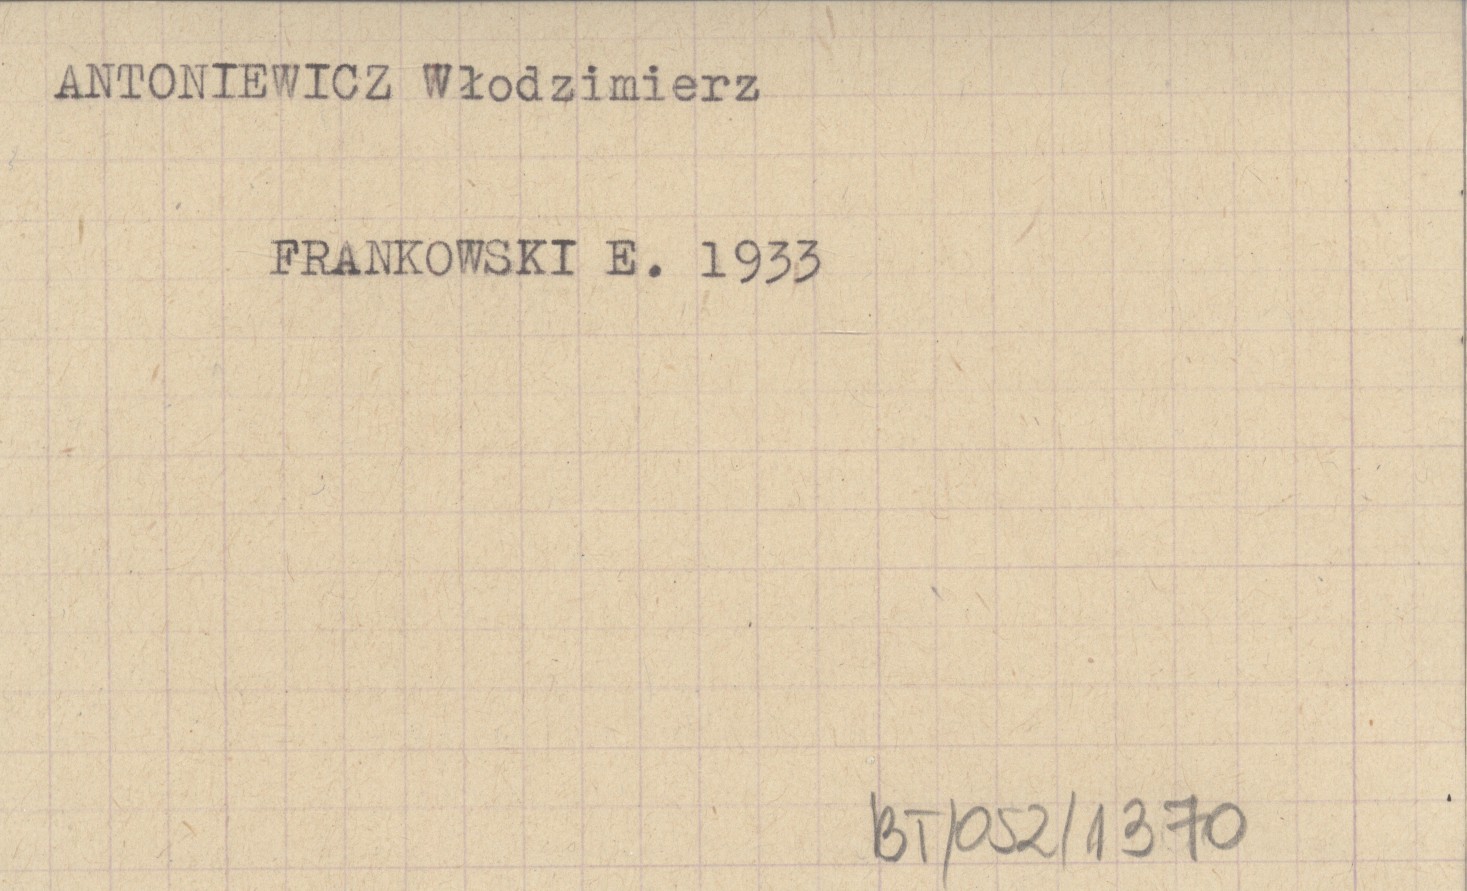 ANTONIEWICZ Włodzimierz
FRANKOWSKI E. 1933
BT/052/1370